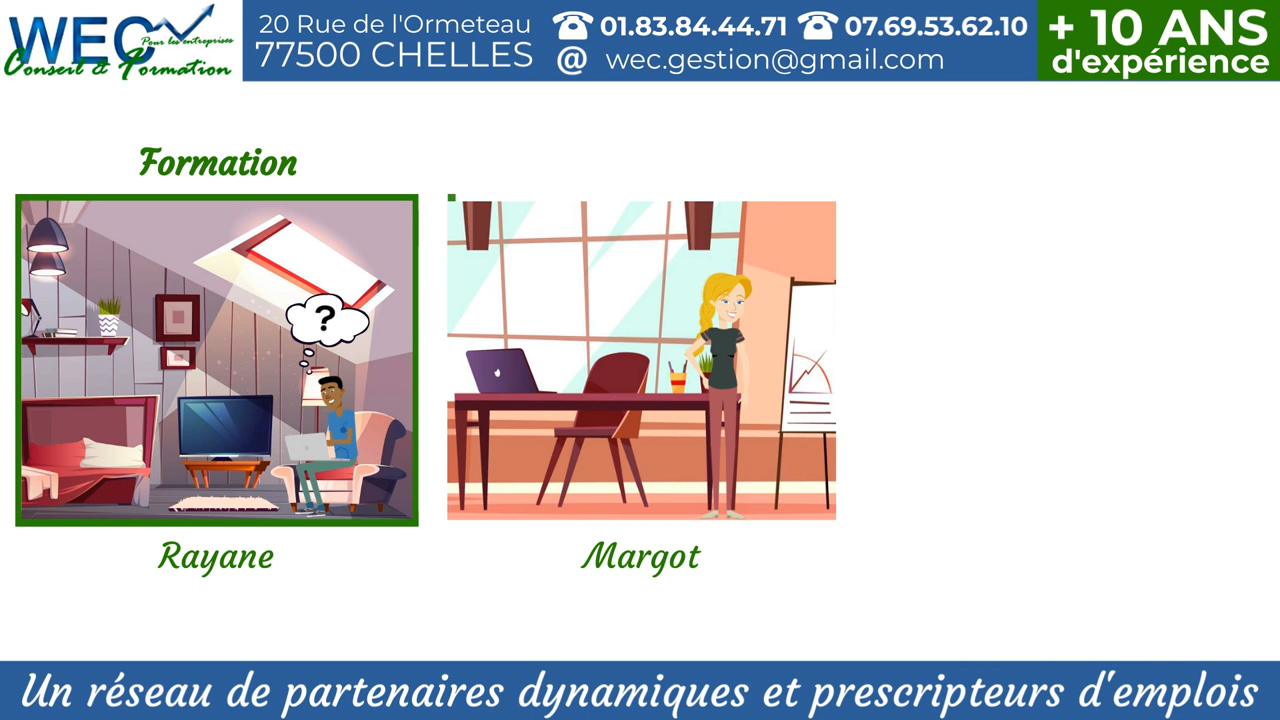 WEC
Pour les entreprises
Conseil & Formation
20 Rue de l'Ormeteau
77500 CHELLES
01.83.84.44.71
07.69.53.62.10
@ wec.gestion@gmail.com
+ 10 ANS
d'expérience
Formation
?
Rayane
Margot
Un réseau de partenaires dynamiques et prescripteurs d'emplois